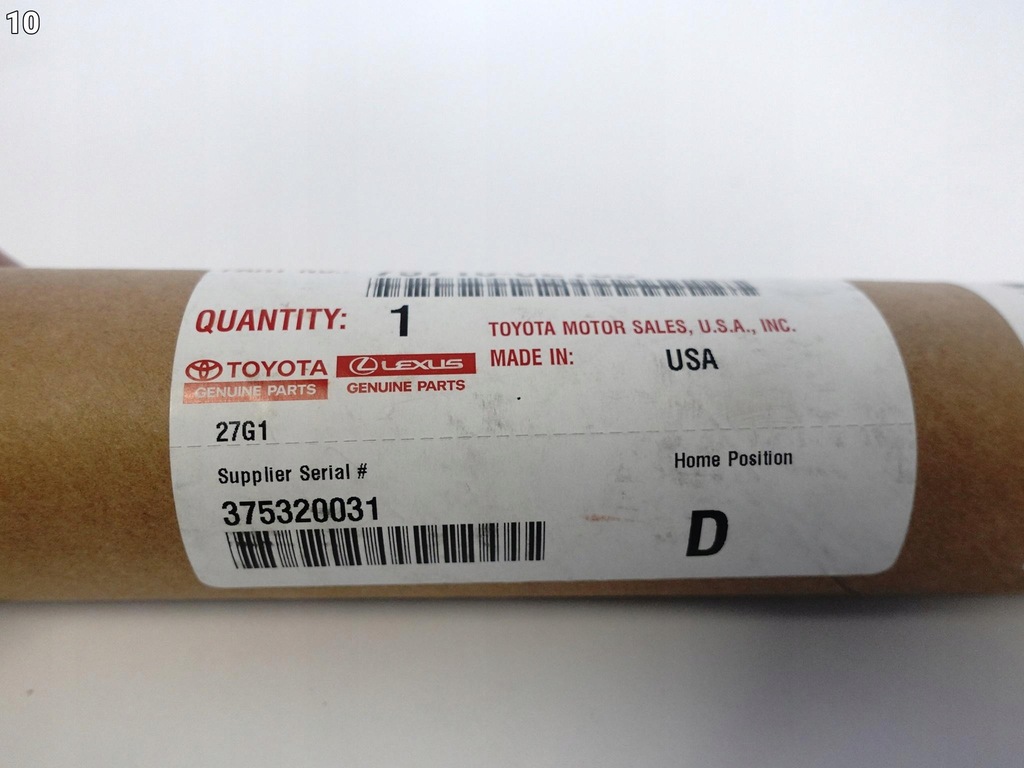 10
QUANTITY: 1
TOYOTA MOTOR SALES, U.S.A., INC.
MADE IN: USA
TOYOTA
GENUINE PARTS
LEXUS
GENUINE PARTS
27G1
Supplier Serial #
375320031
Home Position
D